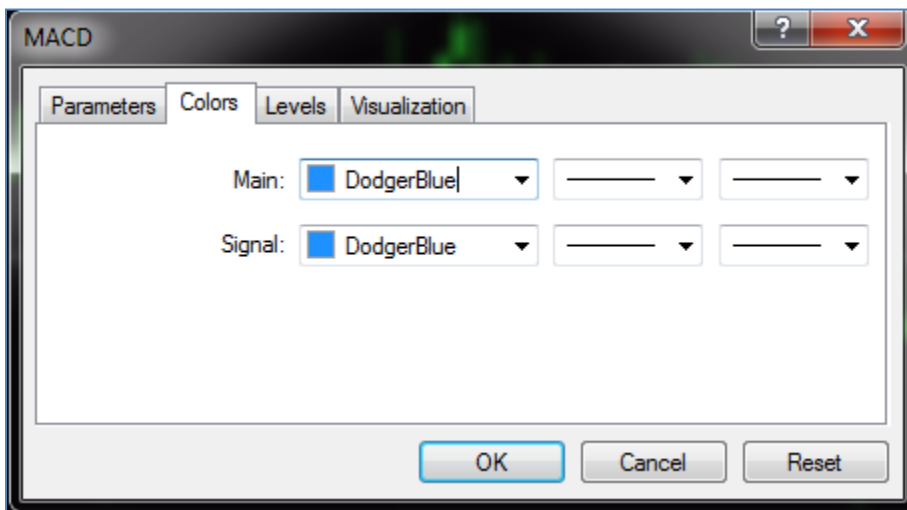 MACD
?
X
Parameters Colors Levels Visualization
Main: DodgerBlue
Signal: DodgerBlue
OK Cancel Reset